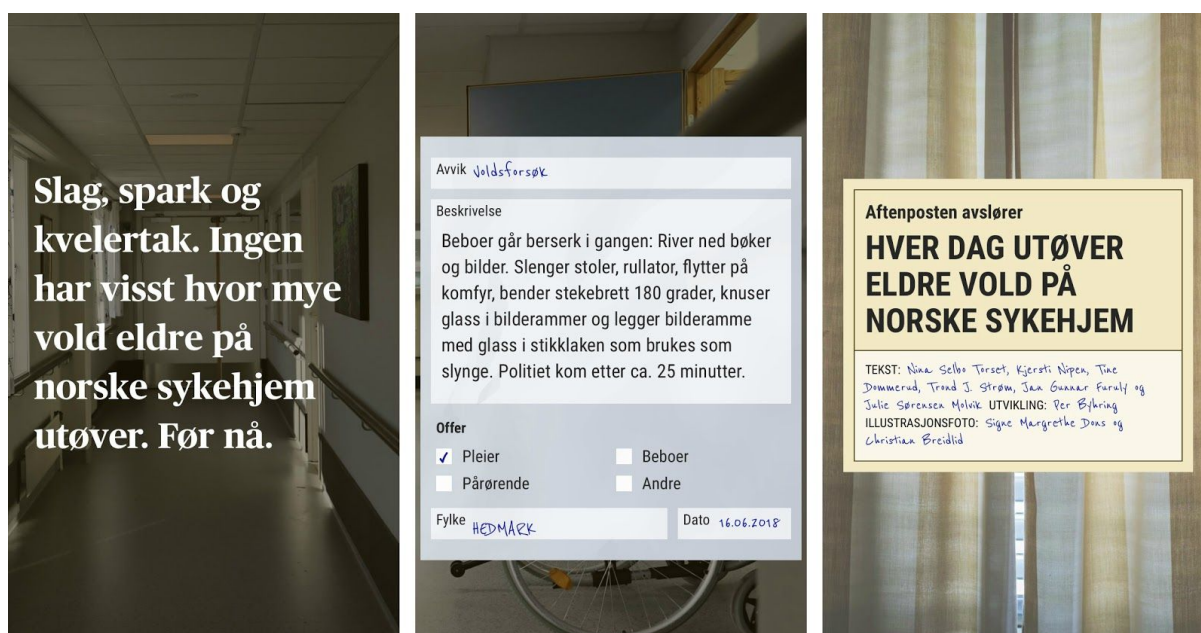 Slag, spark og
kvelertak. Ingen
har visst hvor mye
vold eldre på
norske sykehjem
utøver. Før nå.
Avvik Voldsforsøk
Beskrivelse
Beboer går berserk i gangen: River ned bøker
og bilder. Slenger stoler, rullator, flytter på
komfyr, bender stekebrett 180 grader, knuser
glass i bilderammer og legger bilderamme
med glass i stikklaken som brukes som
slynge. Politiet kom etter ca. 25 minutter.
Offer
Pleier Beboer
Pårørende Andre
Fylke HEDMARK Dato 16.06.2018
Aftenposten avslører
HVER DAG UTØVER
ELDRE VOLD PÅ
NORSKE SYKEHJEM
TEKST: Nina Selbo Torset, Kjersti Nipen, Tine
Dommerud, Trond J. Strøm, Jan Gunnar Furuly og
Julie Sørensen Molvik UTVIKLING: Per Byhring
ILLUSTRASJONSFOTO: Signe Margrethe Dons og
Christian Breidlid